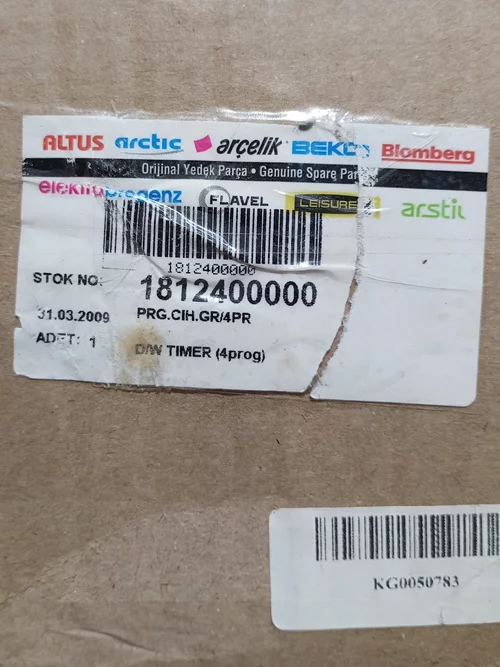 ALTUS arctic arçelik BEKO Blomberg
Orijinal Yedek Parça • Genuine Spare Par
elektrabregenz FLAVEL LEISURE arstil
1812400000
STOK NO: 1812400000
31.03.2009 PRG.CIH.GR/4PR
ADET: 1 D/W TIMER (4prog)
KG0050783